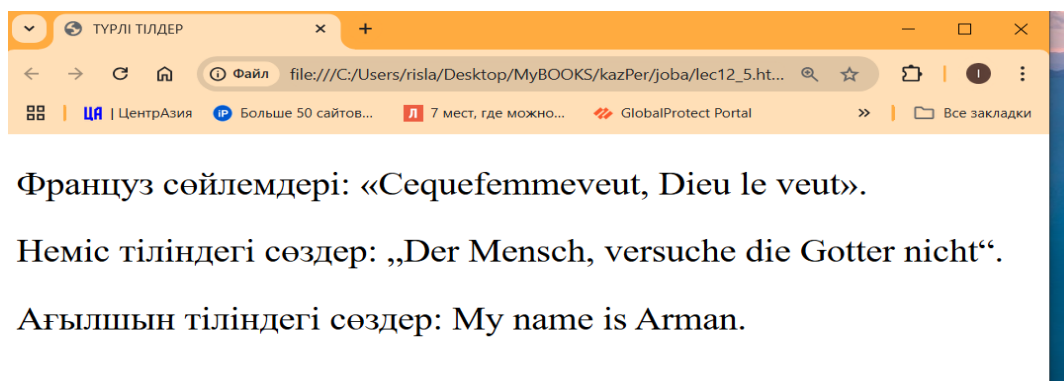 ТҮРЛІ ТІЛДЕР
Файл file:///C:/Users/risla/Desktop/MyBOOKS/kazPer/joba/lec12_5.ht...
ЦА | ЦентрАзия iP Больше 50 сайтов... Л 7 мест, где можно... GlobalProtect Portal » Все закладки
Француз сөйлемдері: «Cequefemmeveut, Dieu le veut».
Неміс тіліндегі сөздер: „Der Mensch, versuche die Gotter nicht“.
Ағылшын тіліндегі сөздер: My name is Arman.